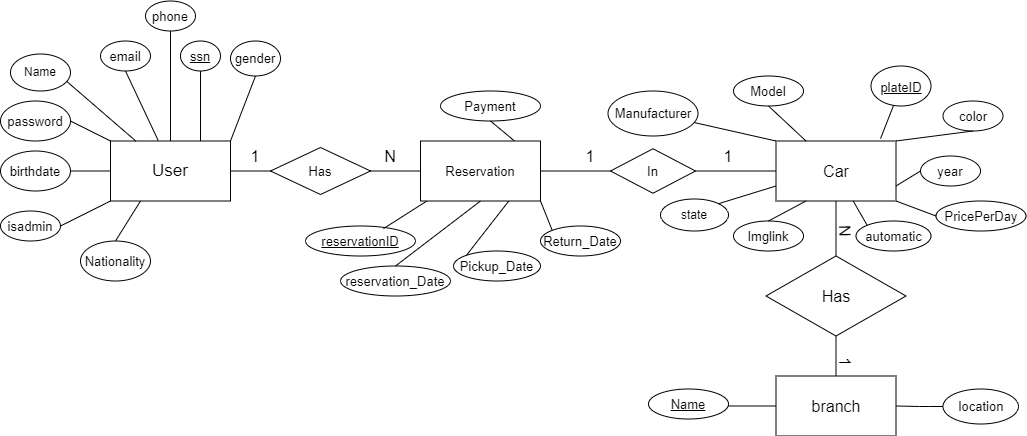 phone
email
ssn
gender
Name
password
birthdate
isadmin
Nationality
User
1
Has
N
Payment
Reservation
reservationID
reservation_Date
Pickup_Date
Return_Date
1
In
1
Manufacturer
Model
plateID
color
year
PricePerDay
automatic
Imglink
state
Car
N
Has
1
Name
branch
location